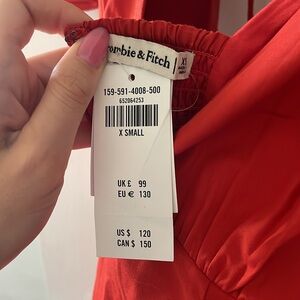 rombie & Fitch
XS
159-591-4008-500
652064253
X SMALL
UK £ 99
EU € 130
US $ 120
CAN $ 150